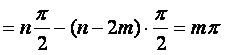 = n π/2 − (n − 2m) · π/2 = mπ